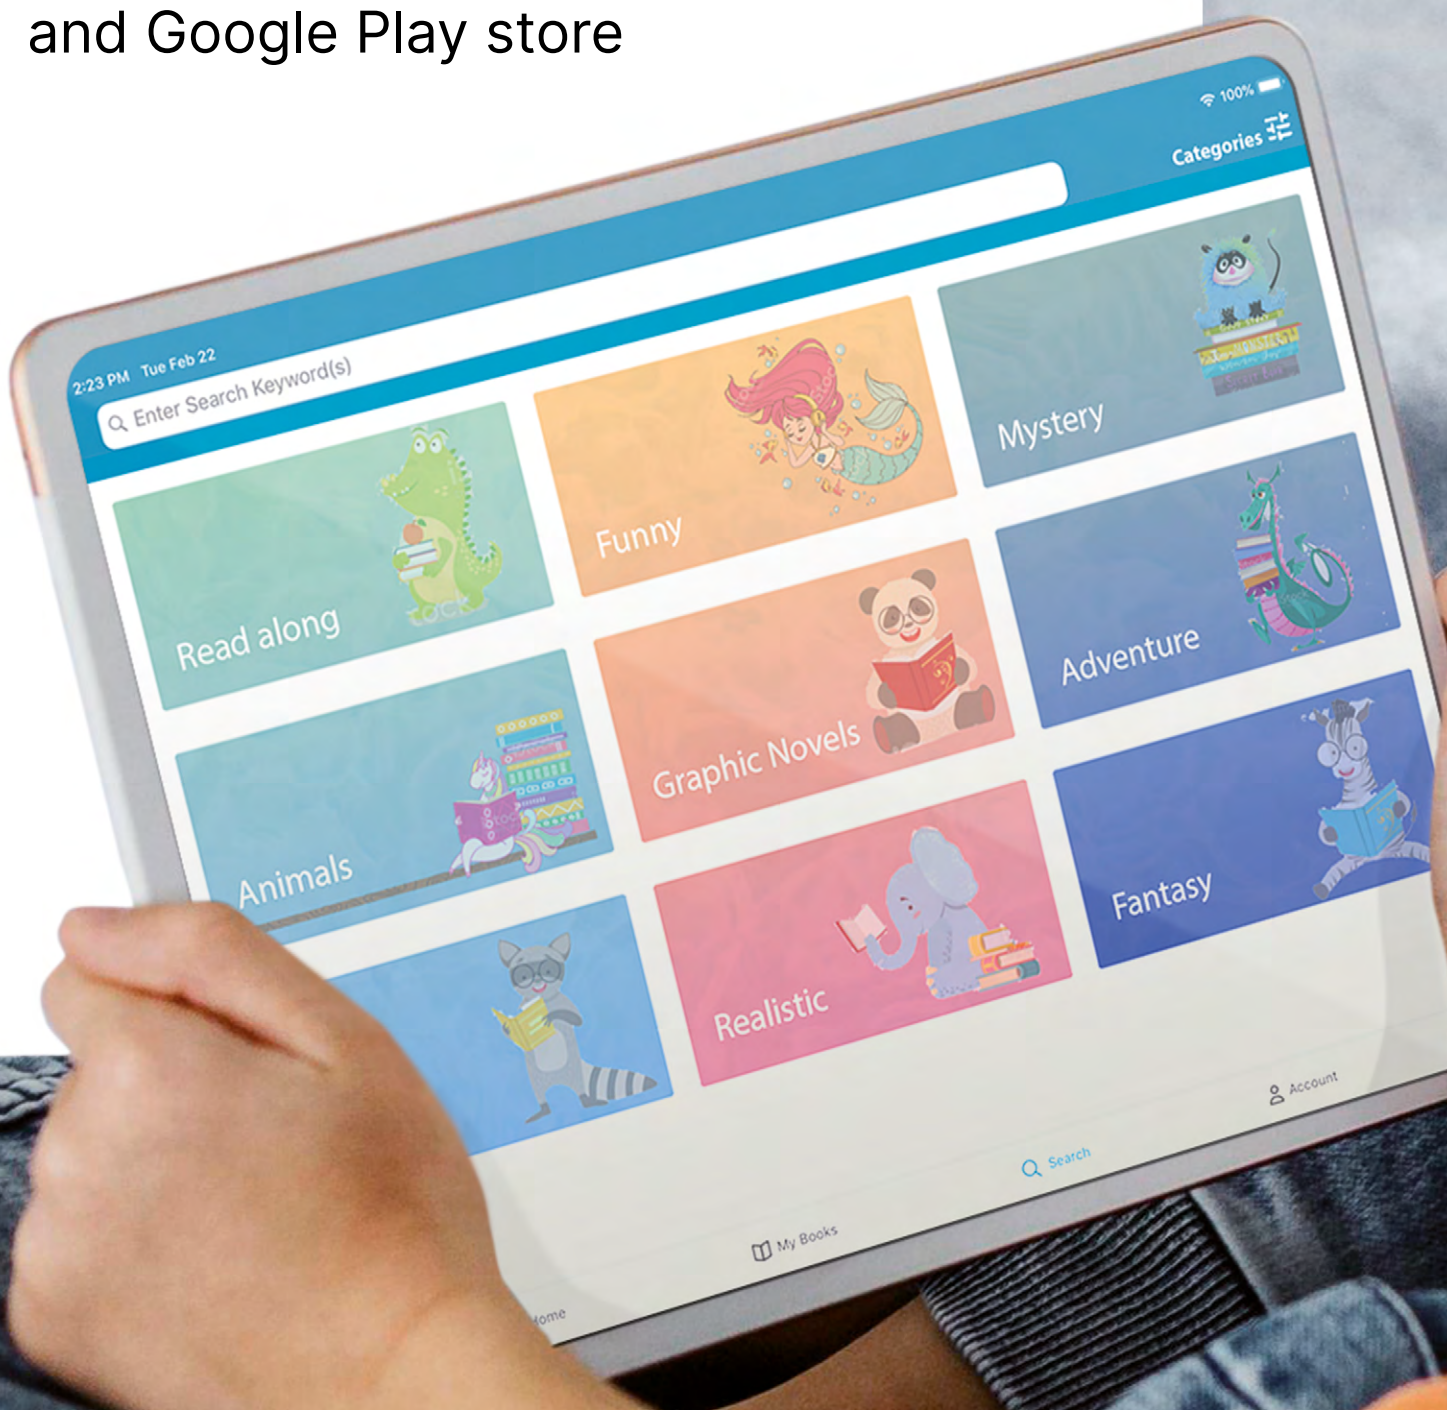 and Google Play store
100%
Categories
2:23 PM Tue Feb 22
Enter Search Keyword(s)
Read along
Funny
Mystery
Animals
Graphic Novels
Adventure
Realistic
Fantasy
My Books
Search
Account